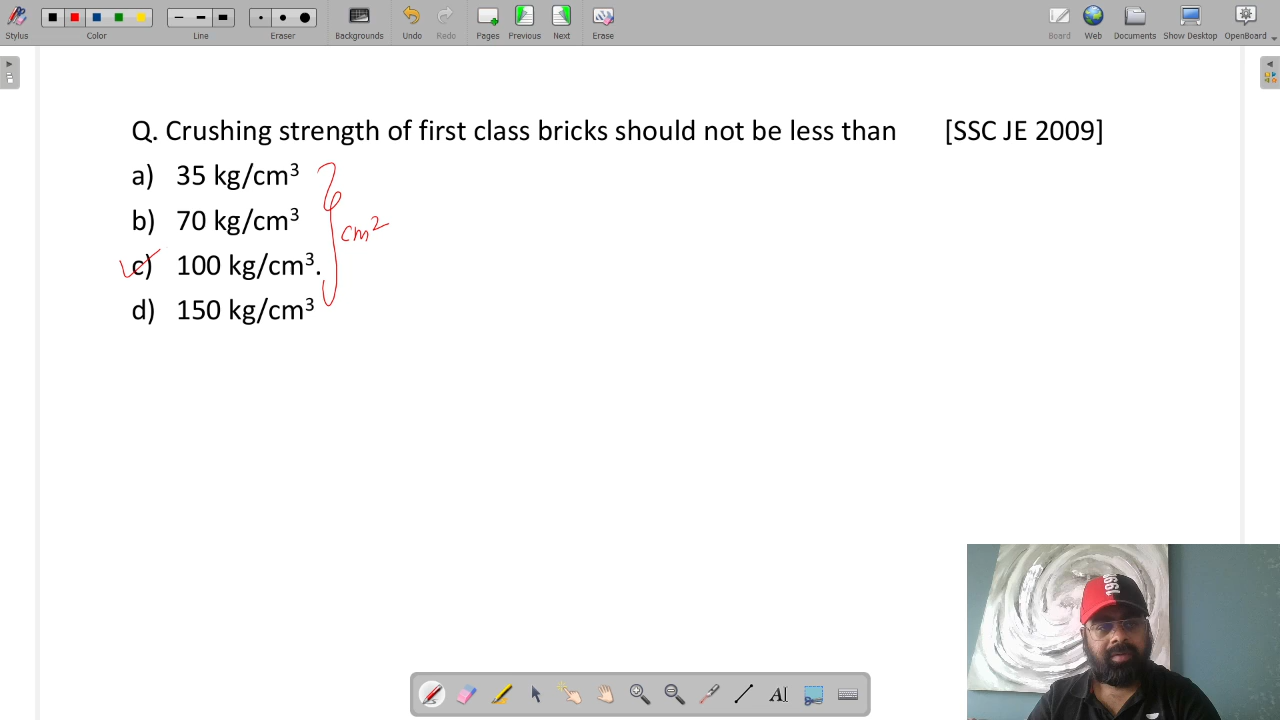 Stylus
Color
Line
Eraser
Backgrounds
Undo
Redo
Pages
Previous
Next
Erase
Board
Web
Documents
Show Desktop
OpenBoard
Q. Crushing strength of first class bricks should not be less than [SSC JE 2009]
a) 35 kg/cm³
b) 70 kg/cm³
cm²
c) 100 kg/cm³.
d) 150 kg/cm³
1991
AI